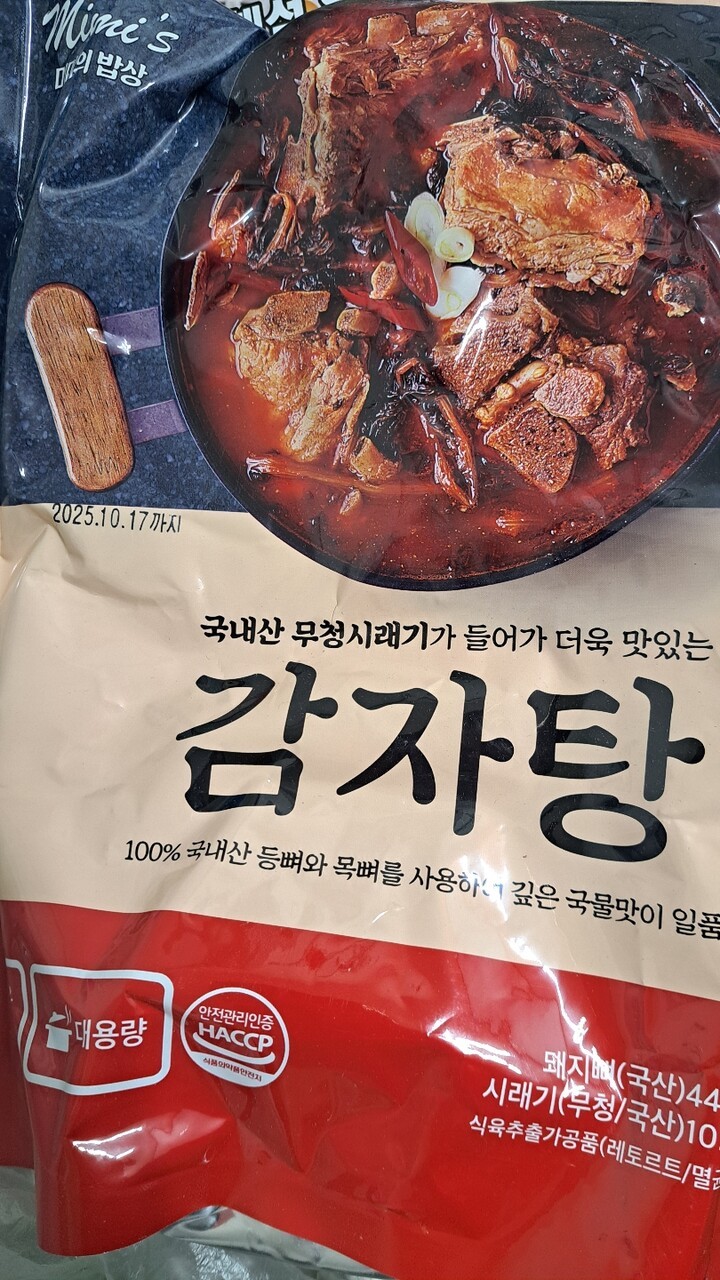 Mimi's
미미의 밥상
2025.10.17까지
국내산 무청시래기가 들어가 더욱 맛있는
감자탕
100% 국내산 등뼈와 목뼈를 사용하여 깊은 국물맛이 일품
대용량
안전관리인증
HACCP
식품의약품안전처
돼지뼈(국산)44
시래기(무청/국산)10
식육추출가공품(레토르트/멸균